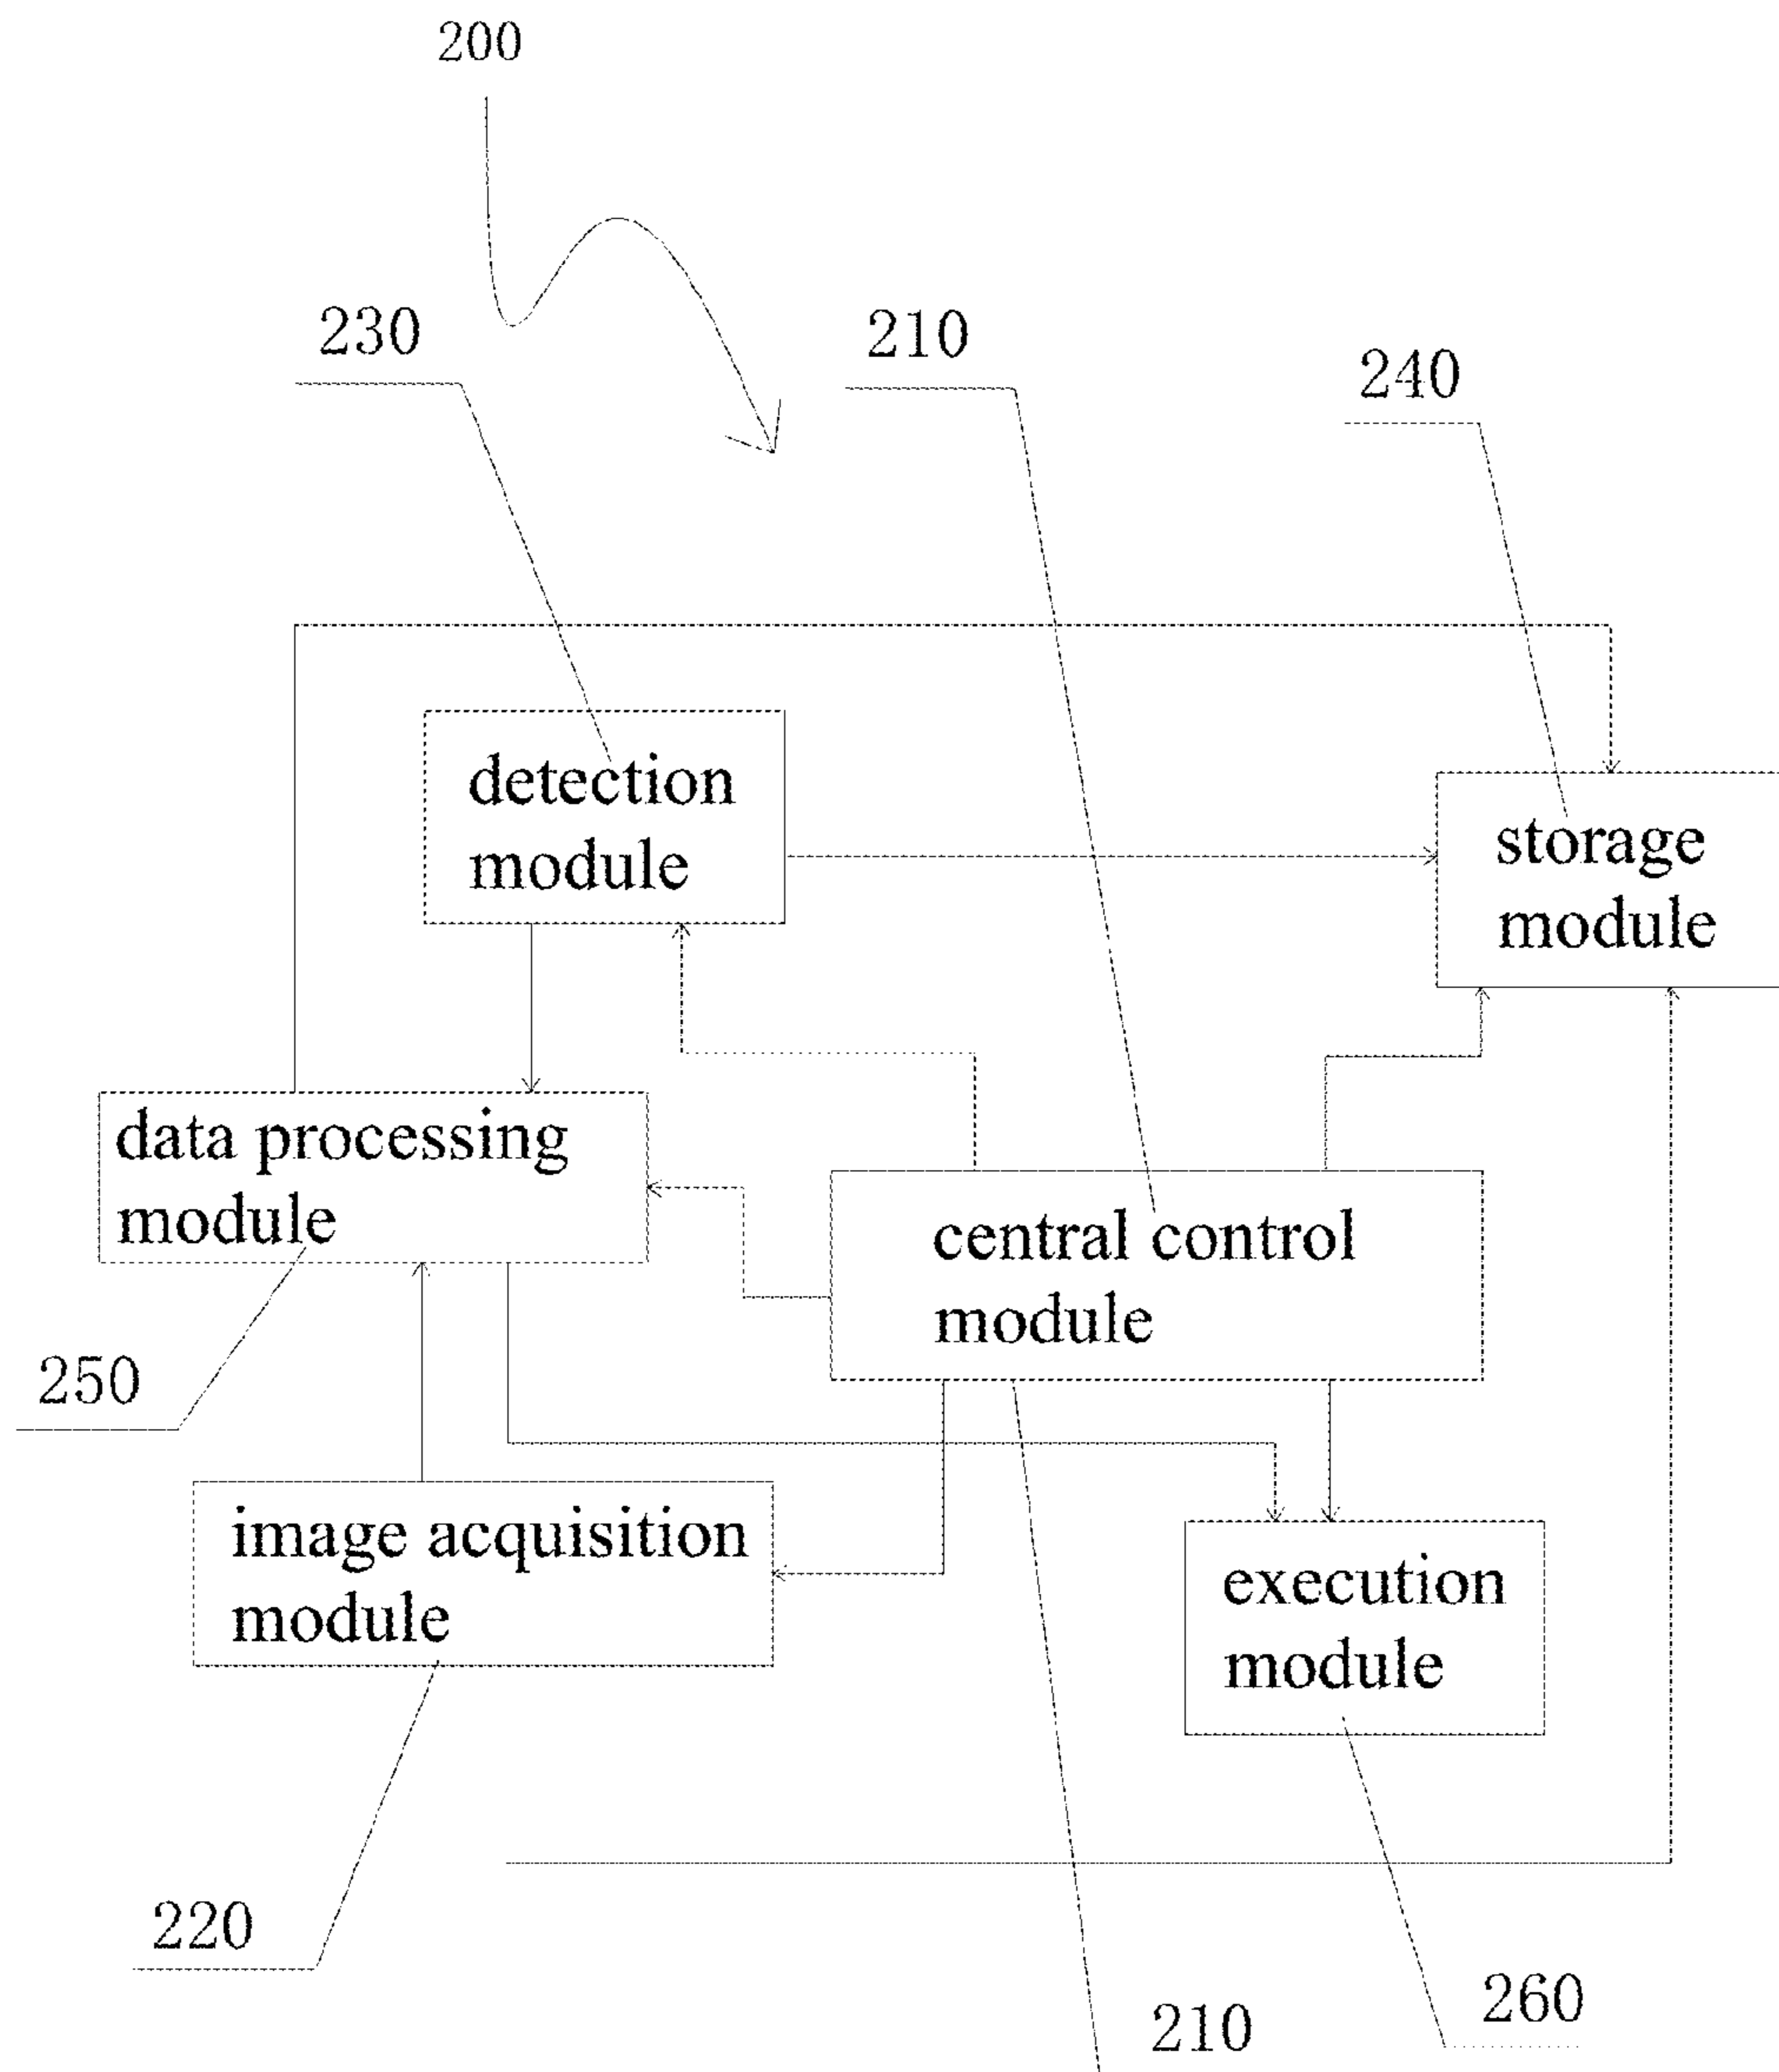 200
230
210
240
detection
module
storage
module
data processing
module
central control
module
250
image acquisition
module
execution
module
220
210
260